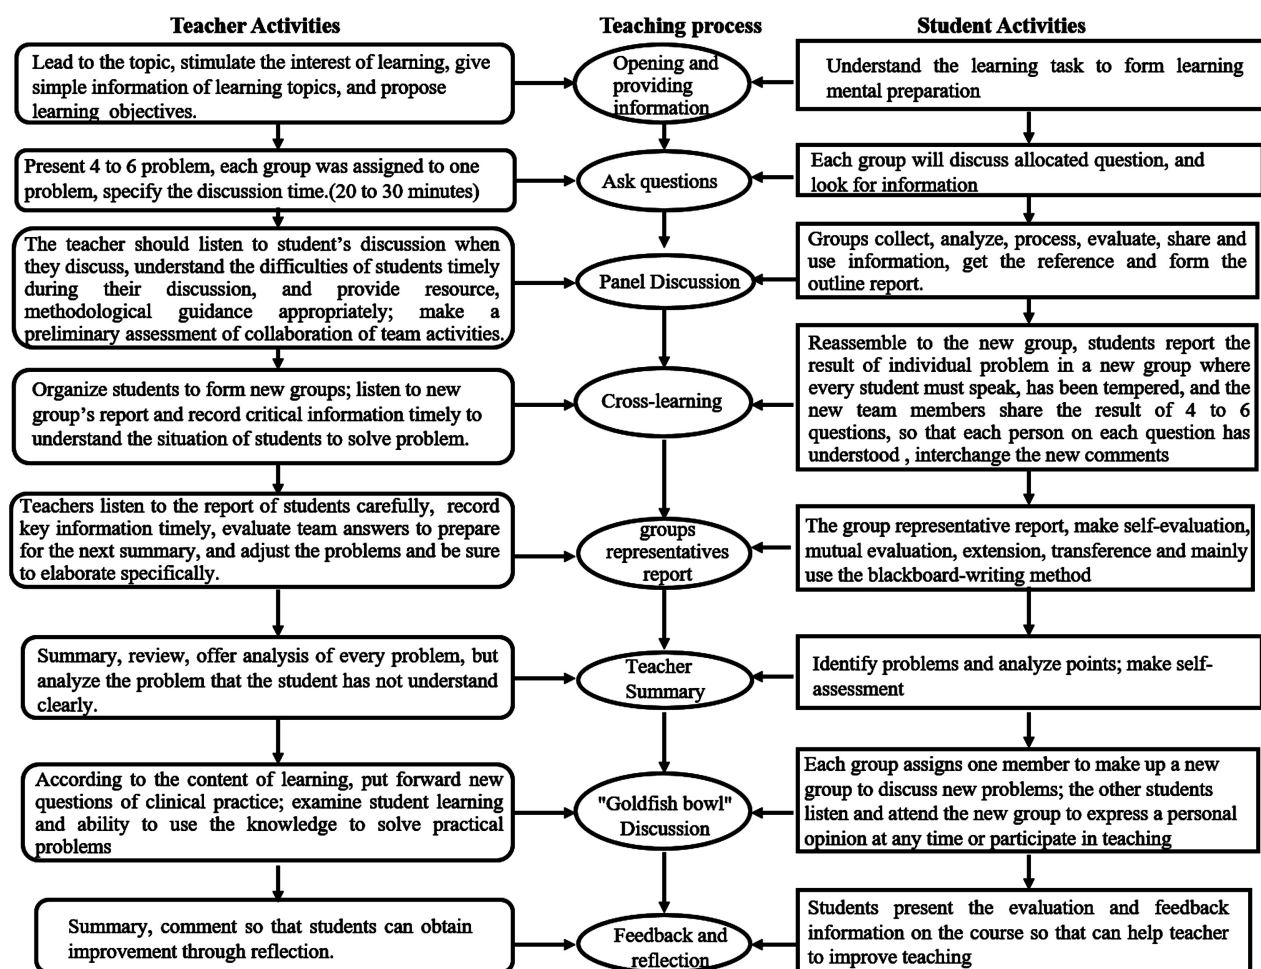 Teacher Activities
Teaching process
Student Activities
Lead to the topic, stimulate the interest of learning, give
simple information of learning topics, and propose
learning objectives.
Opening and
providing
information
Understand the learning task to form learning
mental preparation
Present 4 to 6 problem, each group was assigned to one
problem, specify the discussion time.(20 to 30 minutes)
Ask questions
Each group will discuss allocated question, and
look for information
The teacher should listen to student's discussion when
they discuss, understand the difficulties of students timely
during their discussion, and provide resource,
methodological guidance appropriately; make a
preliminary assessment of collaboration of team activities.
Panel Discussion
Groups collect, analyze, process, evaluate, share and
use information, get the reference and form the
outline report.
Organize students to form new groups; listen to new
group's report and record critical information timely to
understand the situation of students to solve problem.
Cross-learning
Reassemble to the new group, students report the
result of individual problem in a new group where
every student must speak, has been tempered, and the
new team members share the result of 4 to 6
questions, so that each person on each question has
understood , interchange the new comments
Teachers listen to the report of students carefully, record
key information timely, evaluate team answers to prepare
for the next summary, and adjust the problems and be sure
to elaborate specifically.
groups
representatives
report
The group representative report, make self-evaluation,
mutual evaluation, extension, transference and mainly
use the blackboard-writing method
Summary, review, offer analysis of every problem, but
analyze the problem that the student has not understand
clearly.
Teacher
Summary
Identify problems and analyze points; make self-
assessment
According to the content of learning, put forward new
questions of clinical practice; examine student learning
and ability to use the knowledge to solve practical
problems
"Goldfish bowl"
Discussion
Each group assigns one member to make up a new
group to discuss new problems; the other students
listen and attend the new group to express a personal
opinion at any time or participate in teaching
Summary, comment so that students can obtain
improvement through reflection.
Feedback and
reflection
Students present the evaluation and feedback
information on the course so that can help teacher
to improve teaching